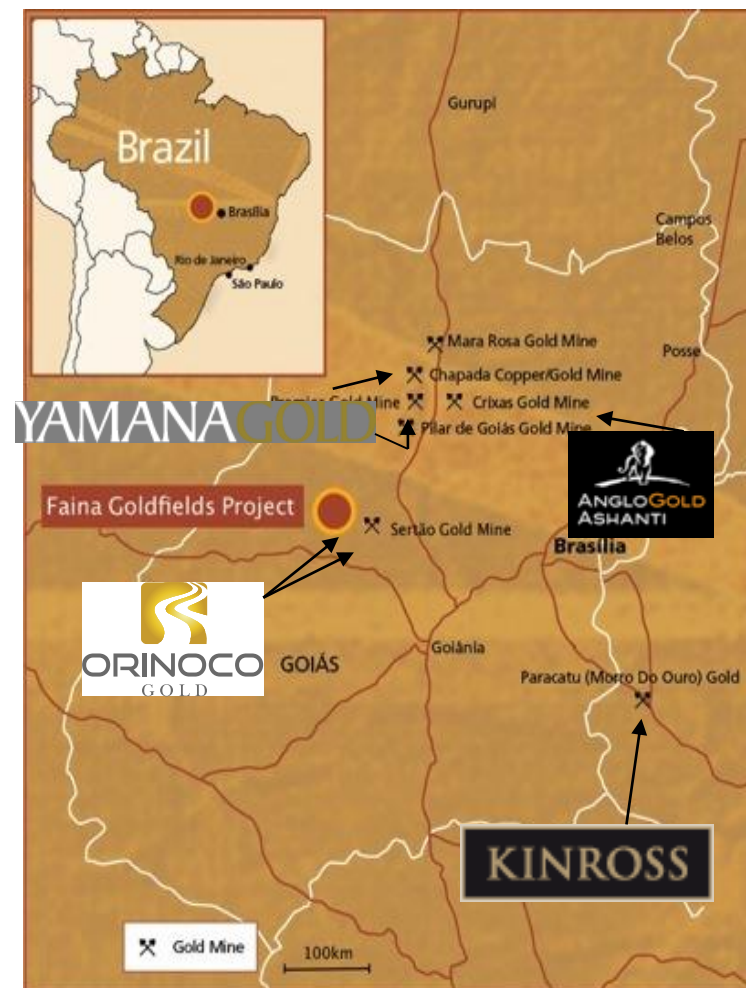 Brazil
Brasília
Rio de Janeiro
São Paulo
Gurupi
Campos
Belos
Mara Rosa Gold Mine
Posse
Chapada Copper/Gold Mine
Gold Mine
Crixas Gold Mine
YAMANAGOLD
Pilar de Goiás Gold Mine
ANGLOGOLD
ASHANTI
Faina Goldfields Project
Sertão Gold Mine
Brasília
ORINOCO
GOLD
GOIÁS
Goiânia
Paracatu (Morro Do Ouro) Gold
KINROSS
Gold Mine
100km